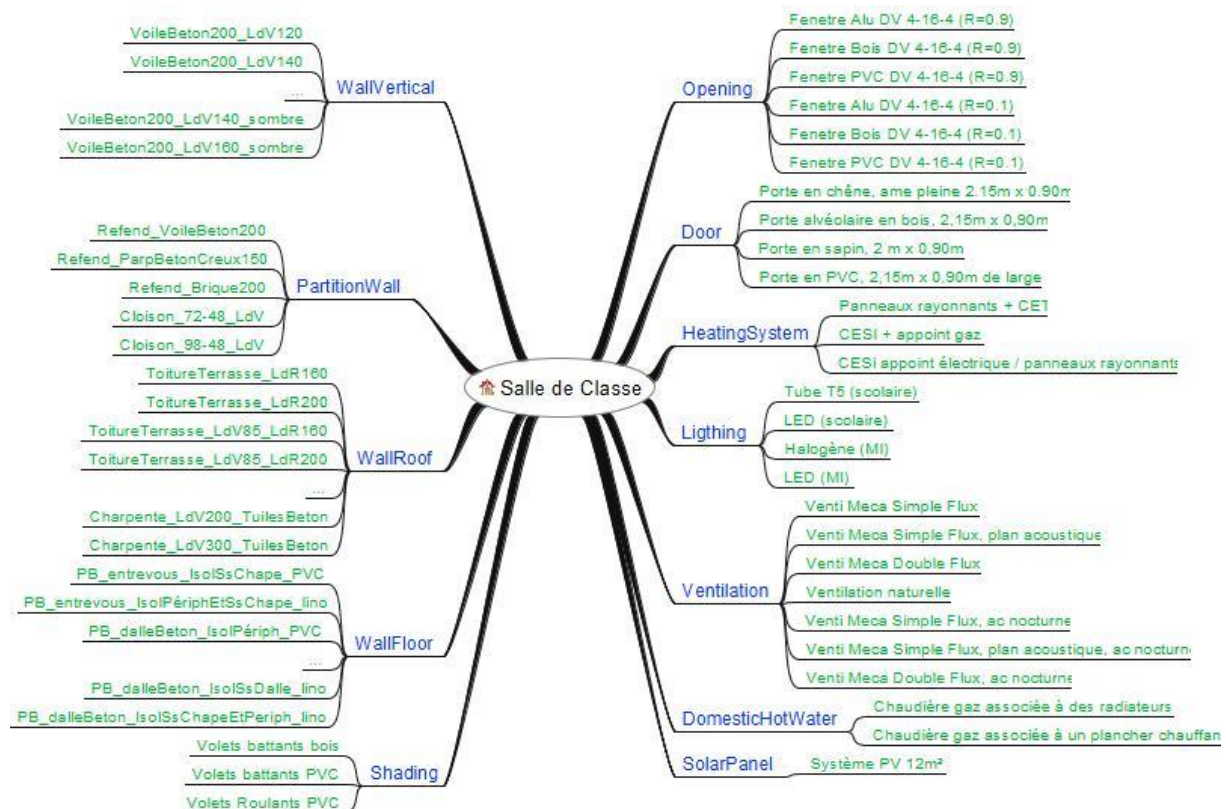 VoileBeton200_LdV120
VoileBeton200_LdV140
...
VoileBeton200_LdV140_sombre
VoileBeton200_LdV160_sombre
WallVertical
Refend_VoileBeton200
Refend_ParpBetonCreux150
Refend_Brique200
Cloison_72-48_LdV
Cloison_98-48_LdV
PartitionWall
ToitureTerrasse_LdR160
ToitureTerrasse_LdR200
ToitureTerrasse_LdV85_LdR160
ToitureTerrasse_LdV85_LdR200
...
Charpente_LdV200_TuilesBeton
Charpente_LdV300_TuilesBeton
WallRoof
PB_entrevous_IsolSsChape_PVC
PB_entrevous_IsolPériphEtSsChape_lino
PB_dalleBeton_IsolPériph_PVC
...
PB_dalleBeton_IsolSsDalle_lino
PB_dalleBeton_IsolSsChapeEtPeriph_lino
WallFloor
Volets battants bois
Volets battants PVC
Volets Roulants PVC
Shading
Salle de Classe
Opening
Fenetre Alu DV 4-16-4 (R=0.9)
Fenetre Bois DV 4-16-4 (R=0.9)
Fenetre PVC DV 4-16-4 (R=0.9)
Fenetre Alu DV 4-16-4 (R=0.1)
Fenetre Bois DV 4-16-4 (R=0.1)
Fenetre PVC DV 4-16-4 (R=0.1)
Door
Porte en chêne, ame pleine 2.15m x 0.90m
Porte alvéolaire en bois, 2,15m x 0,90m
Porte en sapin, 2 m x 0,90m
Porte en PVC, 2,15m x 0,90m de large
HeatingSystem
Panneaux rayonnants + CET
CESI + appoint gaz
CESi appoint électrique / panneaux rayonnants
Ligthing
Tube T5 (scolaire)
LED (scolaire)
Halogène (MI)
LED (MI)
Ventilation
Venti Meca Simple Flux
Venti Meca Simple Flux, plan acoustique
Venti Meca Double Flux
Ventilation naturelle
Venti Meca Simple Flux, ac nocturne
Venti Meca Simple Flux, plan acoustique, ac nocturne
Venti Meca Double Flux, ac nocturne
DomesticHotWater
Chaudière gaz associée à des radiateurs
Chaudière gaz associée à un plancher chauffan
SolarPanel
Système PV 12m²